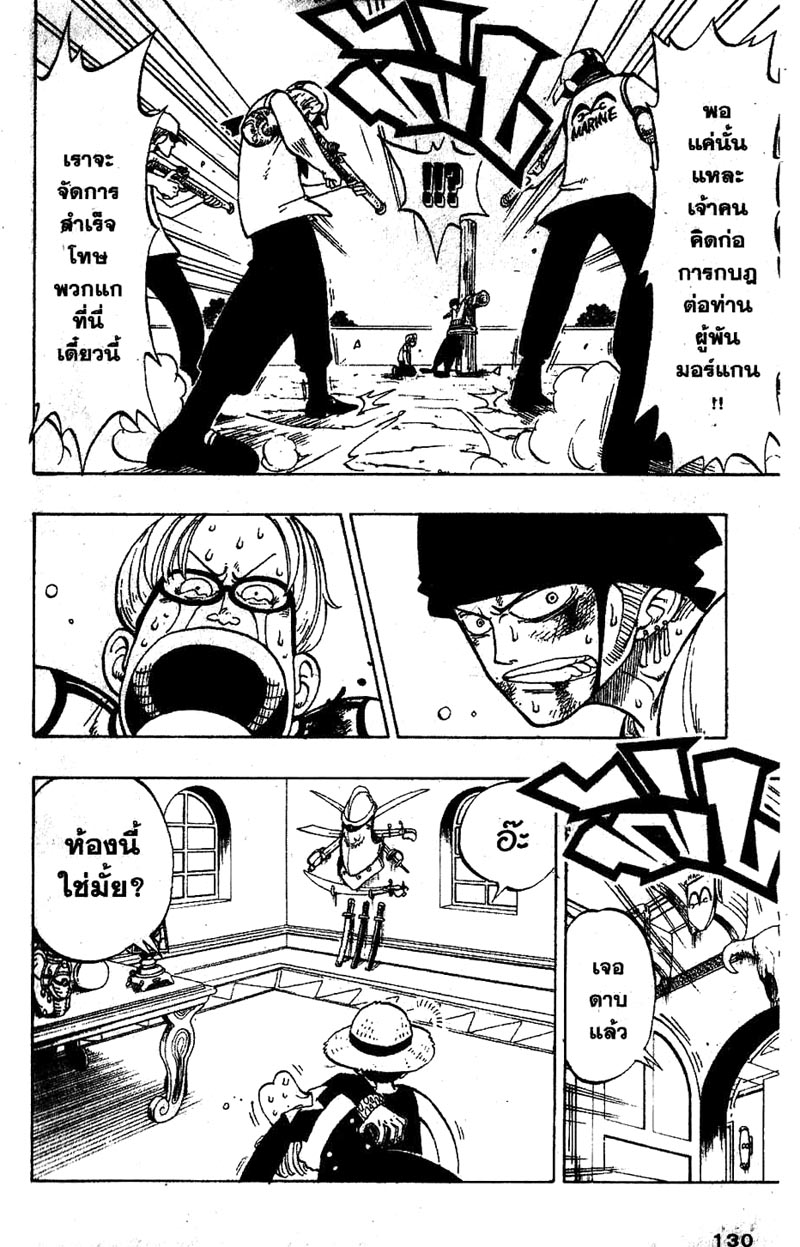 พอ
แค่นั้น
แหละ
เจ้าคน
คิดก่อ
การกบฏ
ต่อท่าน
ผู้พัน
มอร์แกน
!!
MARINE
!!?
เราจะ
จัดการ
สำเร็จ
โทษ
พวกแก
ที่นี่
เดี๋ยวนี้
ห้องนี้
ใช่มั้ย?
อ๊ะ
เจอ
ดาบ
แล้ว
130